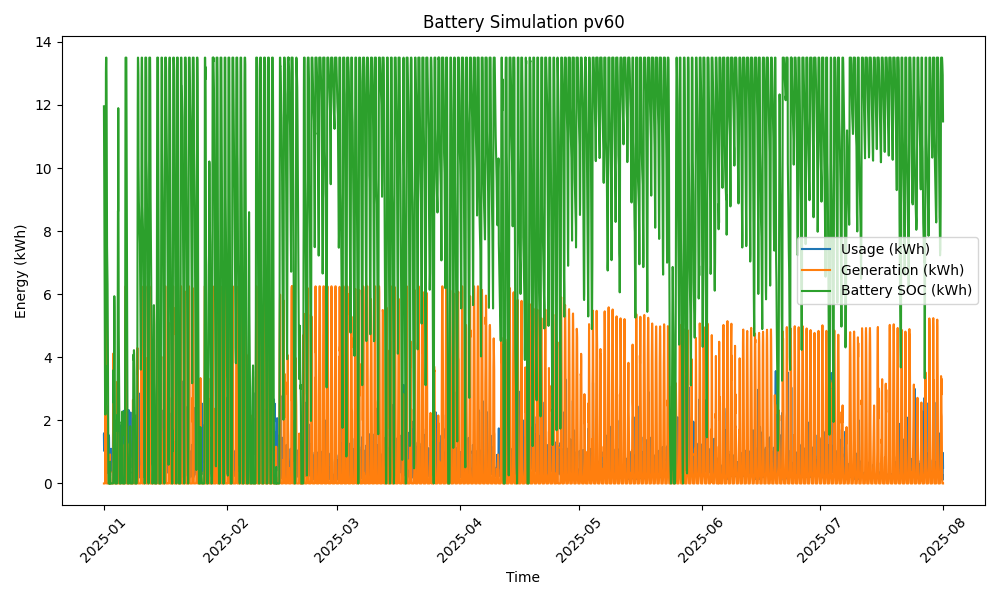 Battery Simulation pv60
Energy (kWh)
14
12
10
8
6
4
2
0
Usage (kWh)
Generation (kWh)
Battery SOC (kWh)
2025-01
2025-02
2025-03
2025-04
2025-05
2025-06
2025-07
2025-08
Time